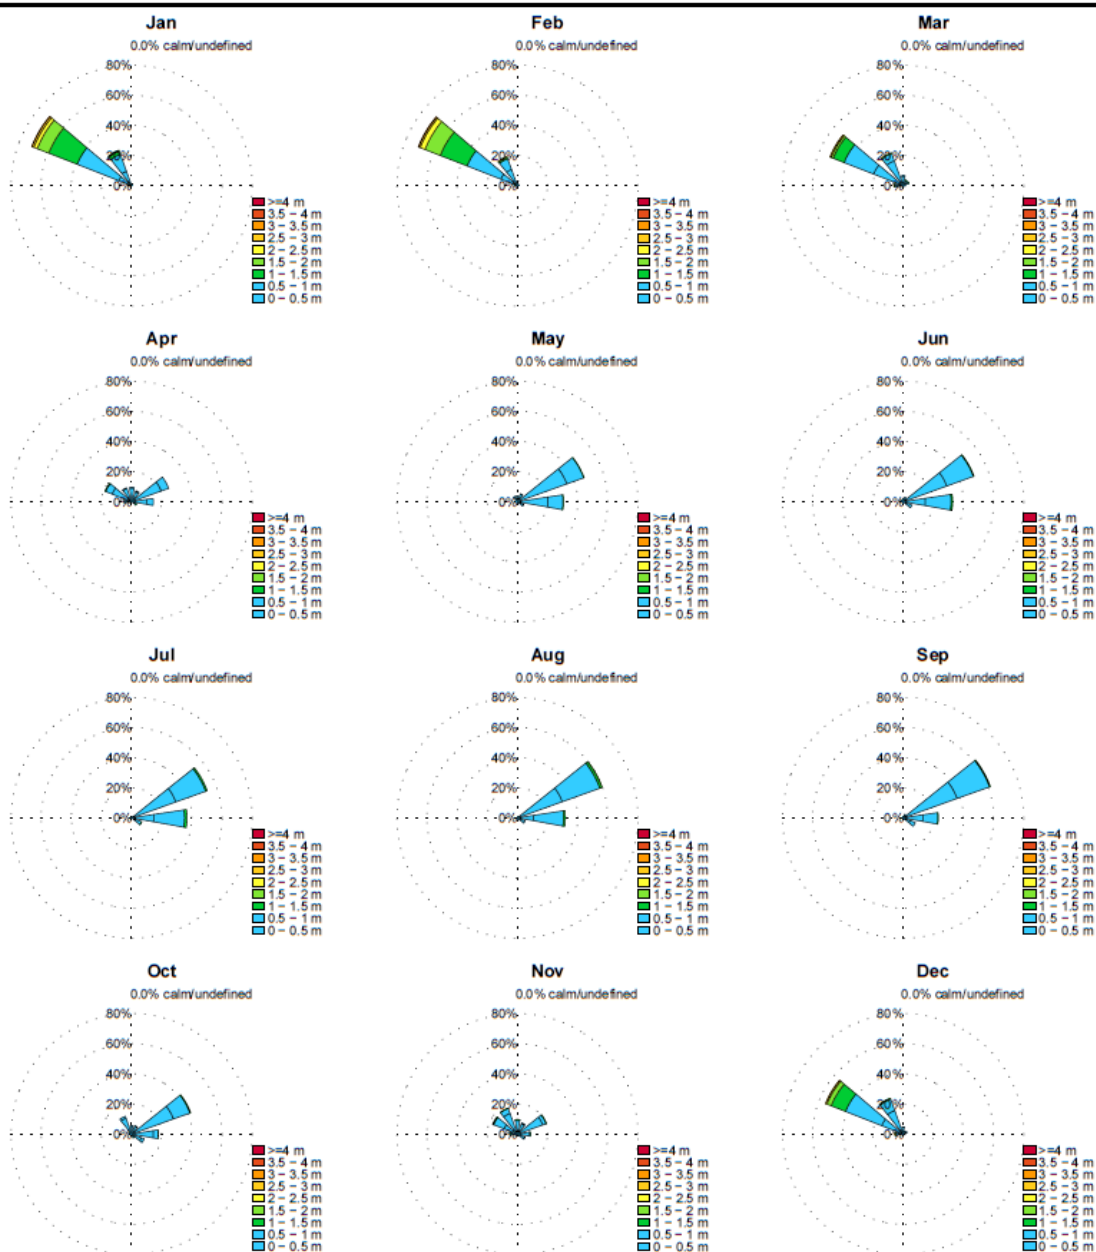 Jan
0.0% calm/undefined
80%
60%
40%
20%
0%
>=4 m
3.5 – 4 m
3 – 3.5 m
2.5 – 3 m
2 – 2.5 m
1.5 – 2 m
1 – 1.5 m
0.5 – 1 m
0 – 0.5 m
Feb
0.0% calm/undefined
80%
60%
40%
20%
0%
>=4 m
3.5 – 4 m
3 – 3.5 m
2.5 – 3 m
2 – 2.5 m
1.5 – 2 m
1 – 1.5 m
0.5 – 1 m
0 – 0.5 m
Mar
0.0% calm/undefined
80%
60%
40%
20%
0%
>=4 m
3.5 – 4 m
3 – 3.5 m
2.5 – 3 m
2 – 2.5 m
1.5 – 2 m
1 – 1.5 m
0.5 – 1 m
0 – 0.5 m
Apr
0.0% calm/undefined
80%
60%
40%
20%
0%
>=4 m
3.5 – 4 m
3 – 3.5 m
2.5 – 3 m
2 – 2.5 m
1.5 – 2 m
1 – 1.5 m
0.5 – 1 m
0 – 0.5 m
May
0.0% calm/undefined
80%
60%
40%
20%
0%
>=4 m
3.5 – 4 m
3 – 3.5 m
2.5 – 3 m
2 – 2.5 m
1.5 – 2 m
1 – 1.5 m
0.5 – 1 m
0 – 0.5 m
Jun
0.0% calm/undefined
80%
60%
40%
20%
0%
>=4 m
3.5 – 4 m
3 – 3.5 m
2.5 – 3 m
2 – 2.5 m
1.5 – 2 m
1 – 1.5 m
0.5 – 1 m
0 – 0.5 m
Jul
0.0% calm/undefined
80%
60%
40%
20%
0%
>=4 m
3.5 – 4 m
3 – 3.5 m
2.5 – 3 m
2 – 2.5 m
1.5 – 2 m
1 – 1.5 m
0.5 – 1 m
0 – 0.5 m
Aug
0.0% calm/undefined
80%
60%
40%
20%
0%
>=4 m
3.5 – 4 m
3 – 3.5 m
2.5 – 3 m
2 – 2.5 m
1.5 – 2 m
1 – 1.5 m
0.5 – 1 m
0 – 0.5 m
Sep
0.0% calm/undefined
80%
60%
40%
20%
0%
>=4 m
3.5 – 4 m
3 – 3.5 m
2.5 – 3 m
2 – 2.5 m
1.5 – 2 m
1 – 1.5 m
0.5 – 1 m
0 – 0.5 m
Oct
0.0% calm/undefined
80%
60%
40%
20%
0%
>=4 m
3.5 – 4 m
3 – 3.5 m
2.5 – 3 m
2 – 2.5 m
1.5 – 2 m
1 – 1.5 m
0.5 – 1 m
0 – 0.5 m
Nov
0.0% calm/undefined
80%
60%
40%
20%
0%
>=4 m
3.5 – 4 m
3 – 3.5 m
2.5 – 3 m
2 – 2.5 m
1.5 – 2 m
1 – 1.5 m
0.5 – 1 m
0 – 0.5 m
Dec
0.0% calm/undefined
80%
60%
40%
20%
0%
>=4 m
3.5 – 4 m
3 – 3.5 m
2.5 – 3 m
2 – 2.5 m
1.5 – 2 m
1 – 1.5 m
0.5 – 1 m
0 – 0.5 m